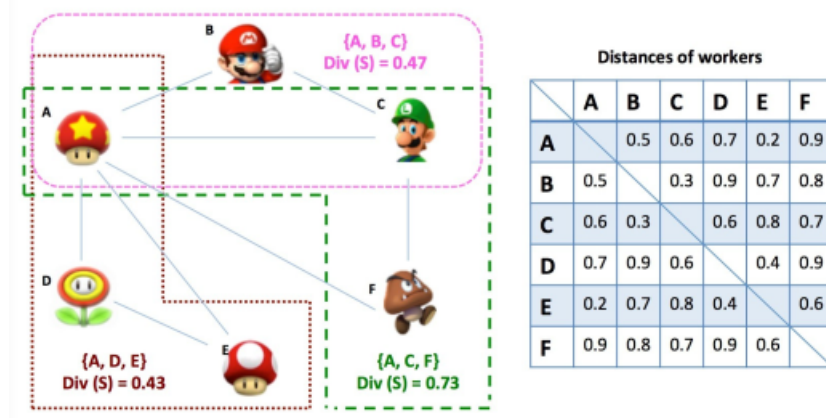 B
{A, B, C}
Div (S) = 0.47
A
C
D
F
E
{A, D, E}
Div (S) = 0.43
{A, C, F}
Div (S) = 0.73
Distances of workers
A B C D E F
A 0.5 0.6 0.7 0.2 0.9
B 0.5 0.3 0.9 0.7 0.8
C 0.6 0.3 0.6 0.8 0.7
D 0.7 0.9 0.6 0.4 0.9
E 0.2 0.7 0.8 0.4 0.6
F 0.9 0.8 0.7 0.9 0.6